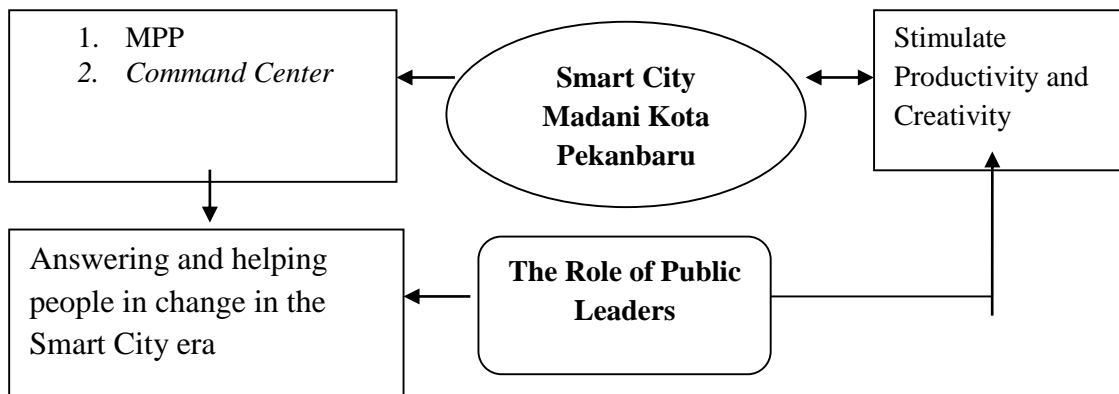 1. MPP
2. Command Center
Smart City
Madani Kota
Pekanbaru
Stimulate
Productivity and
Creativity
Answering and helping
people in change in the
Smart City era
The Role of Public
Leaders